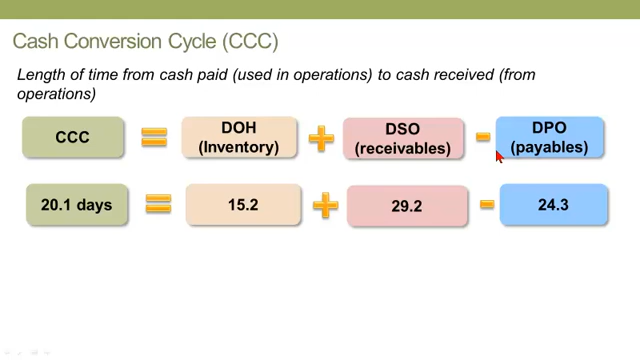 Cash Conversion Cycle (CCC)
Length of time from cash paid (used in operations) to cash received (from
operations)
CCC = DOH + DSO - DPO
(Inventory) (receivables) (payables)
20.1 days = 15.2 + 29.2 - 24.3